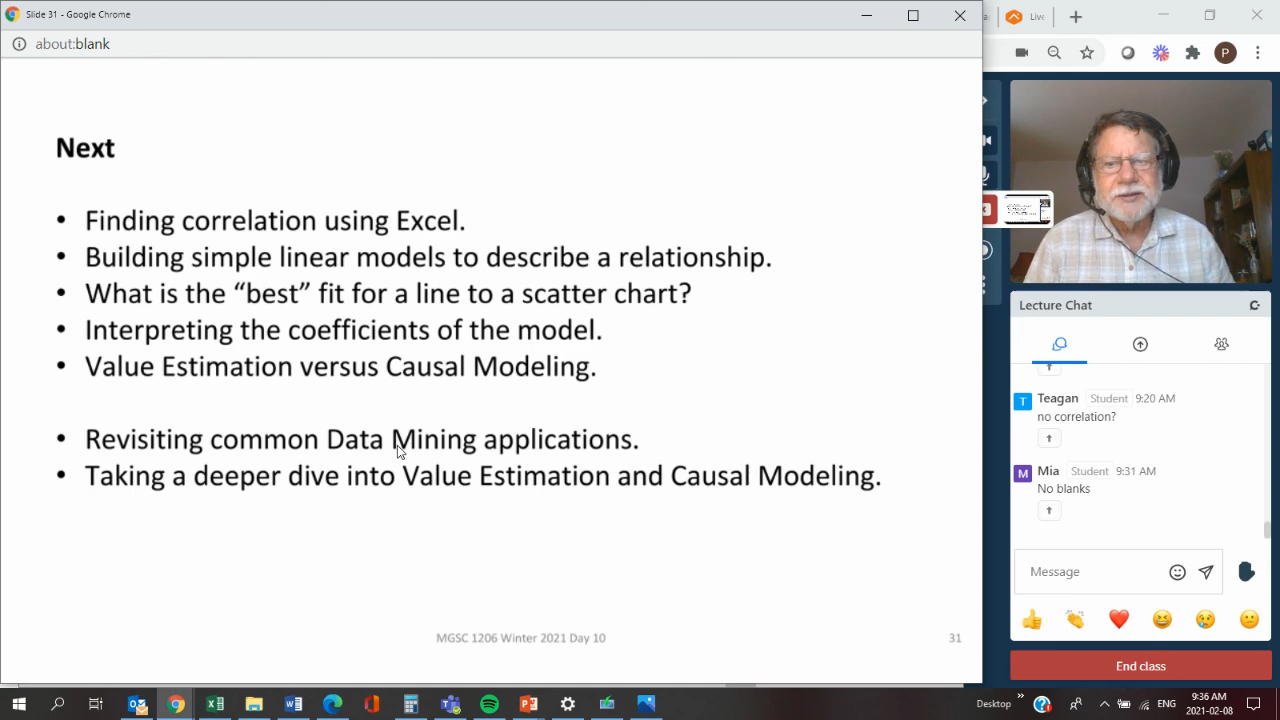 Slide 31 - Google Chrome
about:blank
Live
P
Next
• Finding correlation using Excel.
• Building simple linear models to describe a relationship.
• What is the “best” fit for a line to a scatter chart?
• Interpreting the coefficients of the model.
• Value Estimation versus Causal Modeling.
• Revisiting common Data Mining applications.
• Taking a deeper dive into Value Estimation and Causal Modeling.
MGSC 1206 Winter 2021 Day 10
31
Lecture Chat
T Teagan Student 9:20 AM
no correlation?
M Mia Student 9:31 AM
No blanks
Message
End class
Desktop
ENG
9:36 AM
2021-02-08